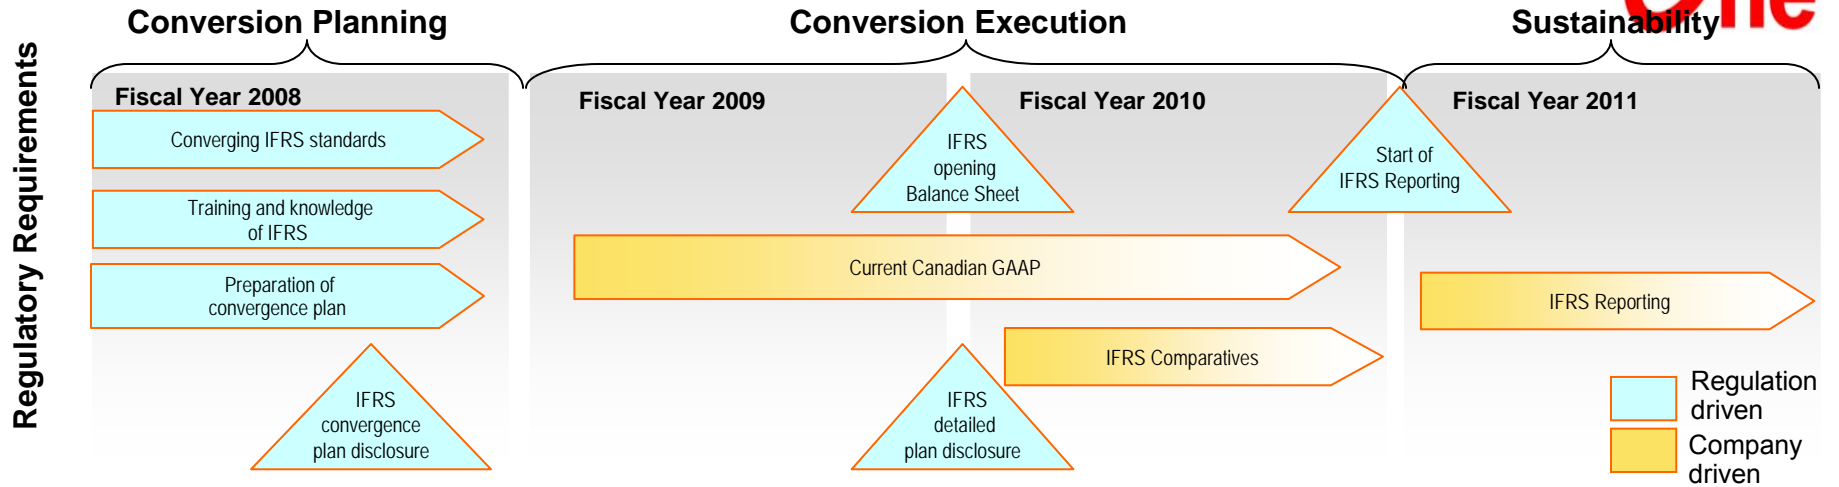 Conversion Planning
Conversion Execution
Sustainability
One
Regulatory Requirements
Fiscal Year 2008
Fiscal Year 2009
Fiscal Year 2010
Fiscal Year 2011
Converging IFRS standards
Training and knowledge
of IFRS
Preparation of
convergence plan
IFRS
convergence
plan disclosure
IFRS
opening
Balance Sheet
Start of
IFRS Reporting
Current Canadian GAAP
IFRS Comparatives
IFRS
detailed
plan disclosure
IFRS Reporting
Regulation
driven
Company
driven